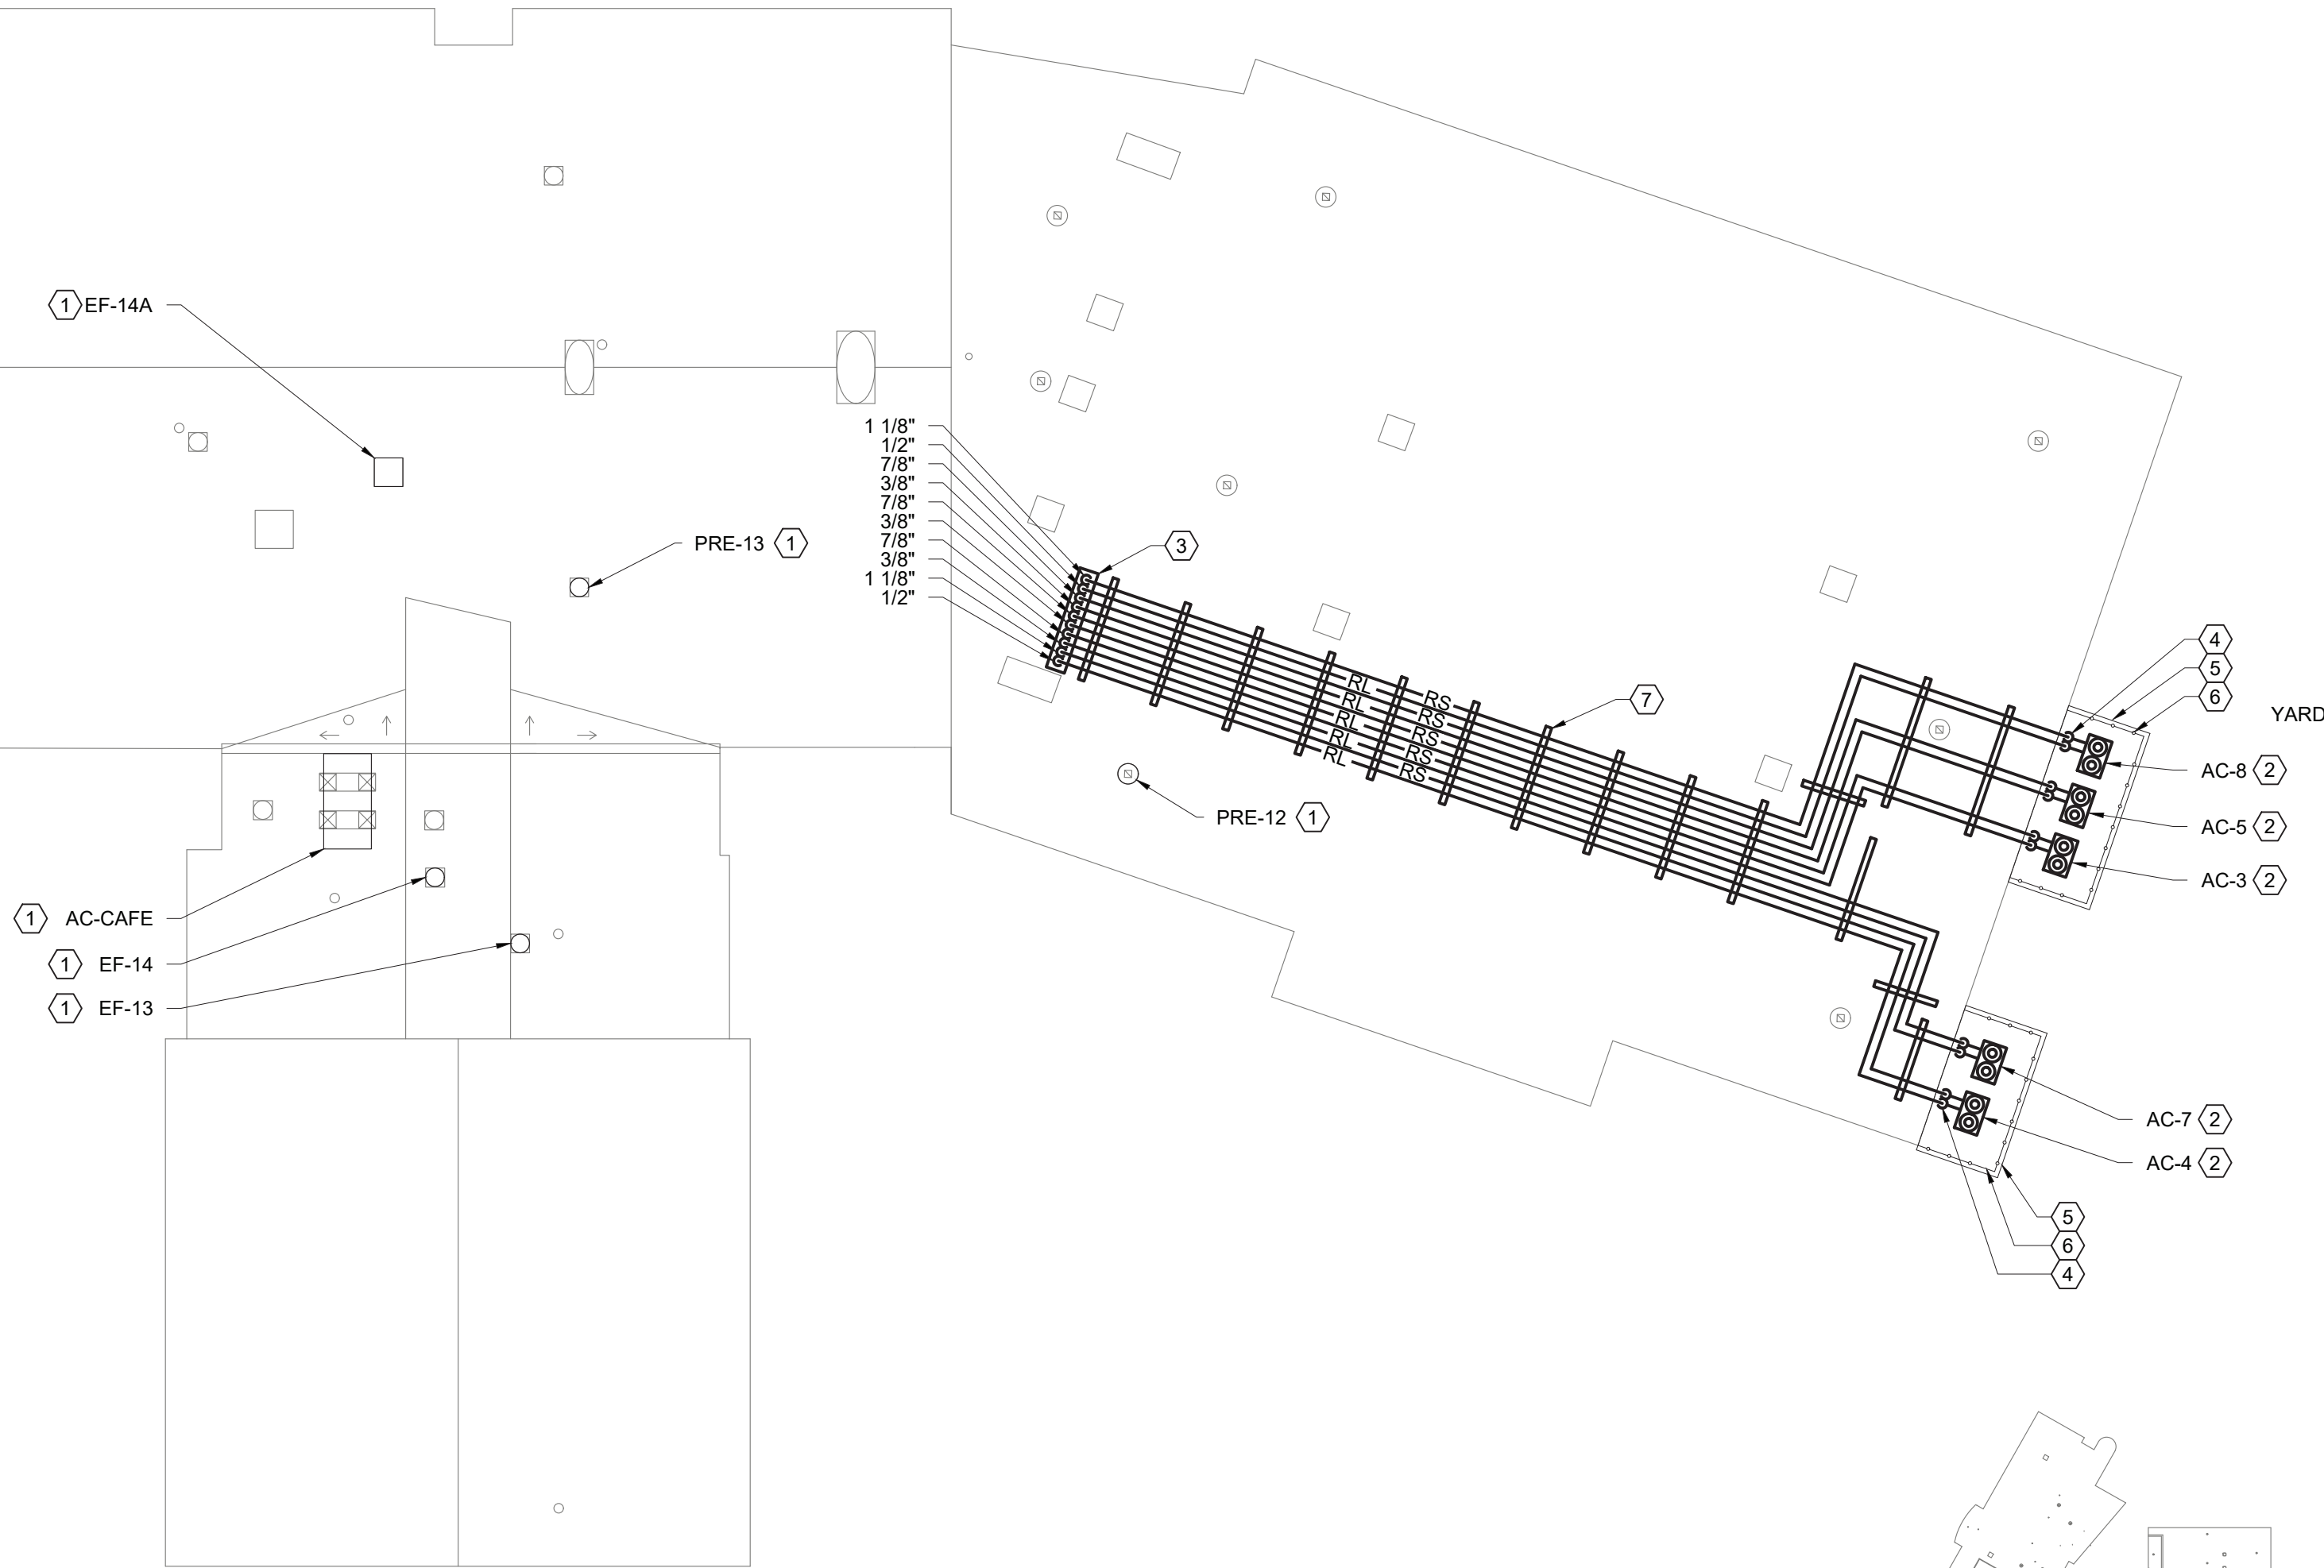 1 EF-14A
1 1/8"
1/2"
7/8"
3/8"
7/8"
3/8"
7/8"
3/8"
1 1/8"
1/2"
PRE-13 1
3
4
5
6
YARD
7
RL RS
RL RS
RL RS
RL RS
RL RS
AC-8 2
PRE-12 1
AC-5 2
AC-3 2
1 AC-CAFE
1 EF-14
1 EF-13
AC-7 2
AC-4 2
5
6
4